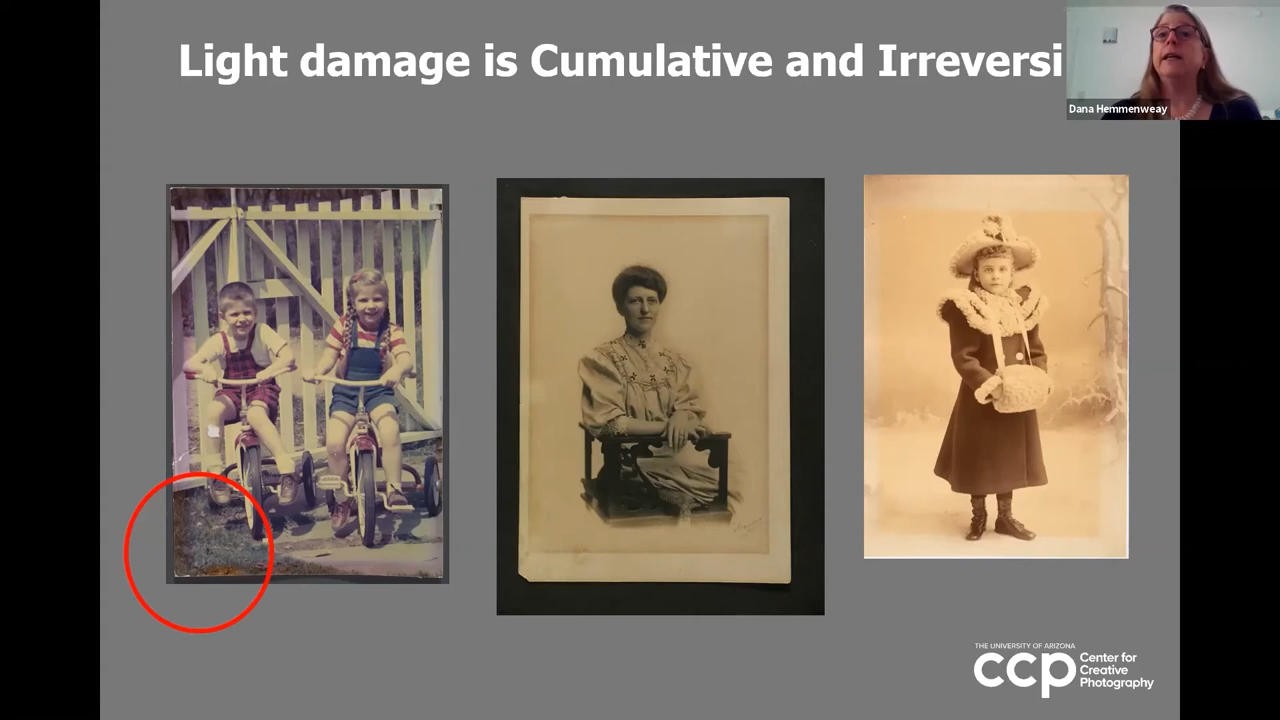 Light damage is Cumulative and Irreversi
Dana Hemmenweay
THE UNIVERSITY OF ARIZONA
ccp
Center for
Creative
Photography